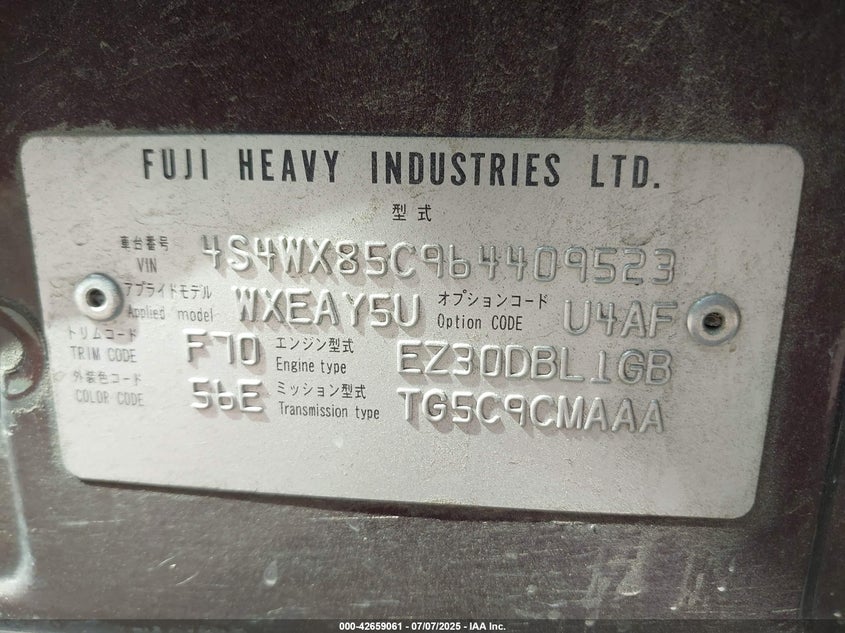 FUJI HEAVY INDUSTRIES LTD.
型式
車台番号 VIN 4S4WX85C964409523
アプライドモデル Applied model WXEAY5U オプションコード Option CODE U4AF
トリムコード TRIM CODE F70 エンジン型式 Engine type EZ30DBL1GB
外装色コード COLOR CODE 56E ミッション型式 Transmission type TG5C9CMAAA
000-42659061 / 07/07/2025 - IAA Inc.